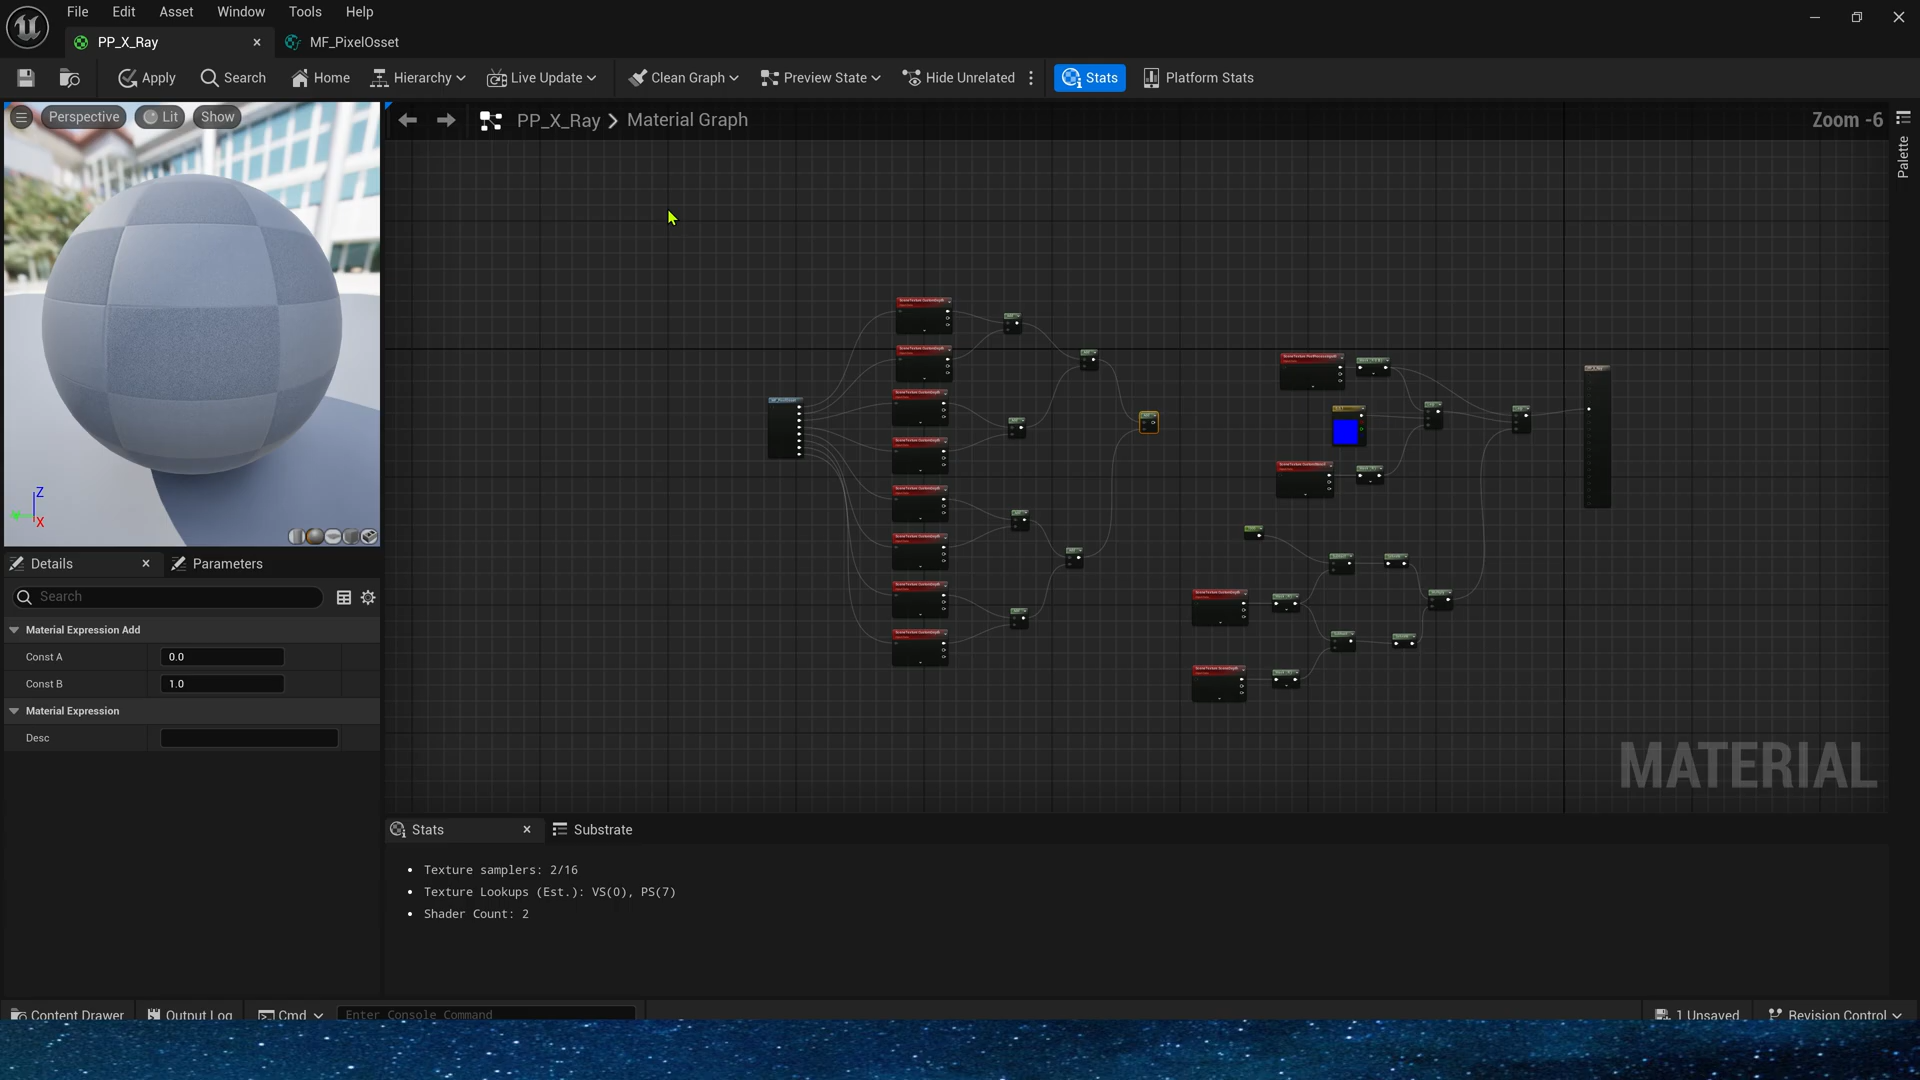 File Edit Asset Window Tools Help
PP_X_Ray MF_PixelOsset
Apply Search Home Hierarchy Live Update Clean Graph Preview State Hide Unrelated Stats Platform Stats
Perspective Lit Show
PP_X_Ray Material Graph Zoom -6
Palette
Z
X
MATERIAL
Details Parameters
Search
Material Expression Add
Const A 0.0
Const B 1.0
Material Expression
Desc
Stats Substrate
Texture samplers: 2/16
Texture Lookups (Est.): VS(0), PS(7)
Shader Count: 2
Content Drawer Output Log Cmd Enter Console Command 1 Unsaved Revision Control